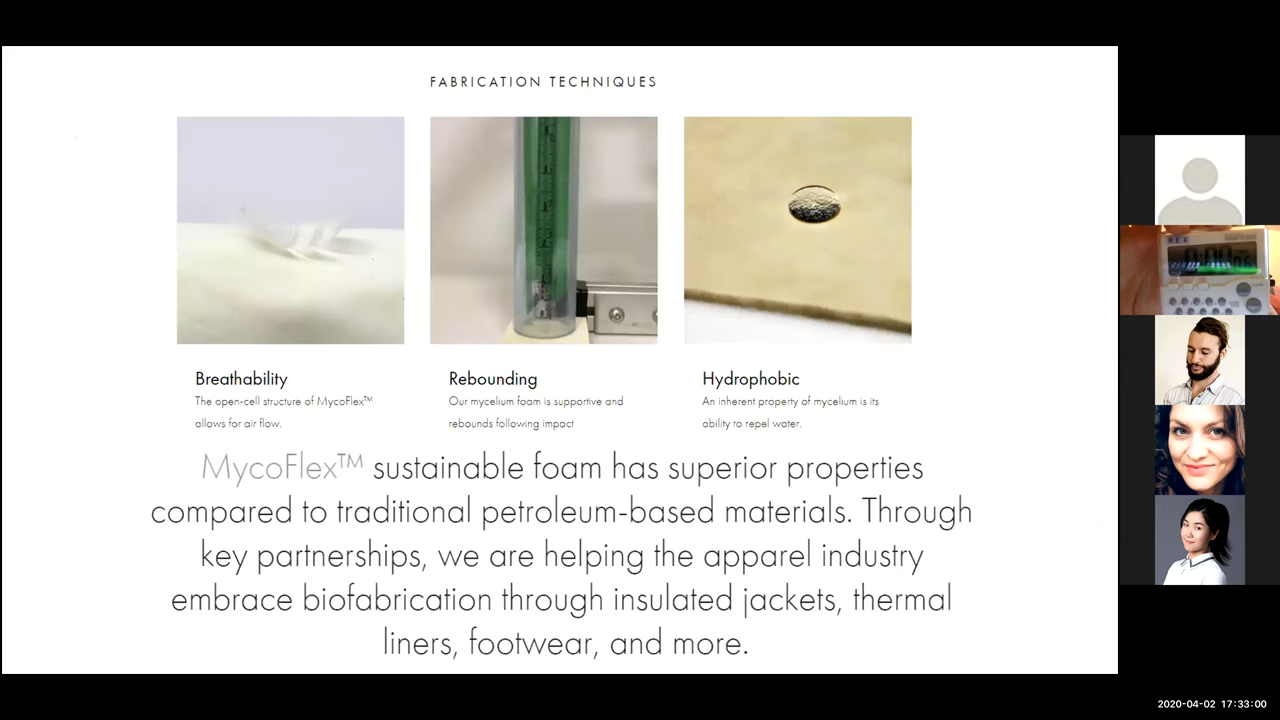 FABRICATION TECHNIQUES
Breathability
The open-cell structure of MycoFlex™
allows for air flow.
Rebounding
Our mycelium foam is supportive and
rebounds following impact
Hydrophobic
An inherent property of mycelium is its
ability to repel water.
MycoFlex™ sustainable foam has superior properties
compared to traditional petroleum-based materials. Through
key partnerships, we are helping the apparel industry
embrace biofabrication through insulated jackets, thermal
liners, footwear, and more.
2020-04-02 17:33:00